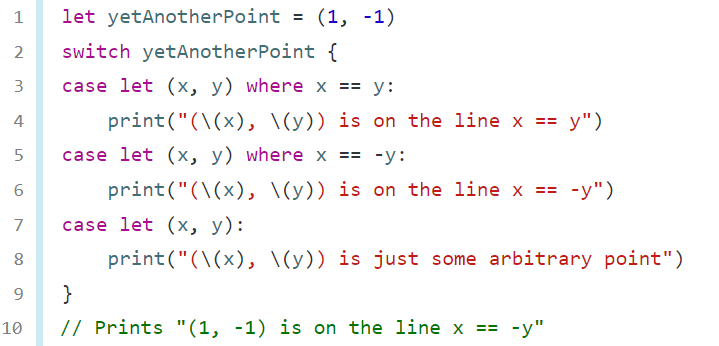 1 let yetAnotherPoint = (1, -1)
2 switch yetAnotherPoint {
3 case let (x, y) where x == y:
4     print("(\(x), \(y)) is on the line x == y")
5 case let (x, y) where x == -y:
6     print("(\(x), \(y)) is on the line x == -y")
7 case let (x, y):
8     print("(\(x), \(y)) is just some arbitrary point")
9 }
10 // Prints "(1, -1) is on the line x == -y"